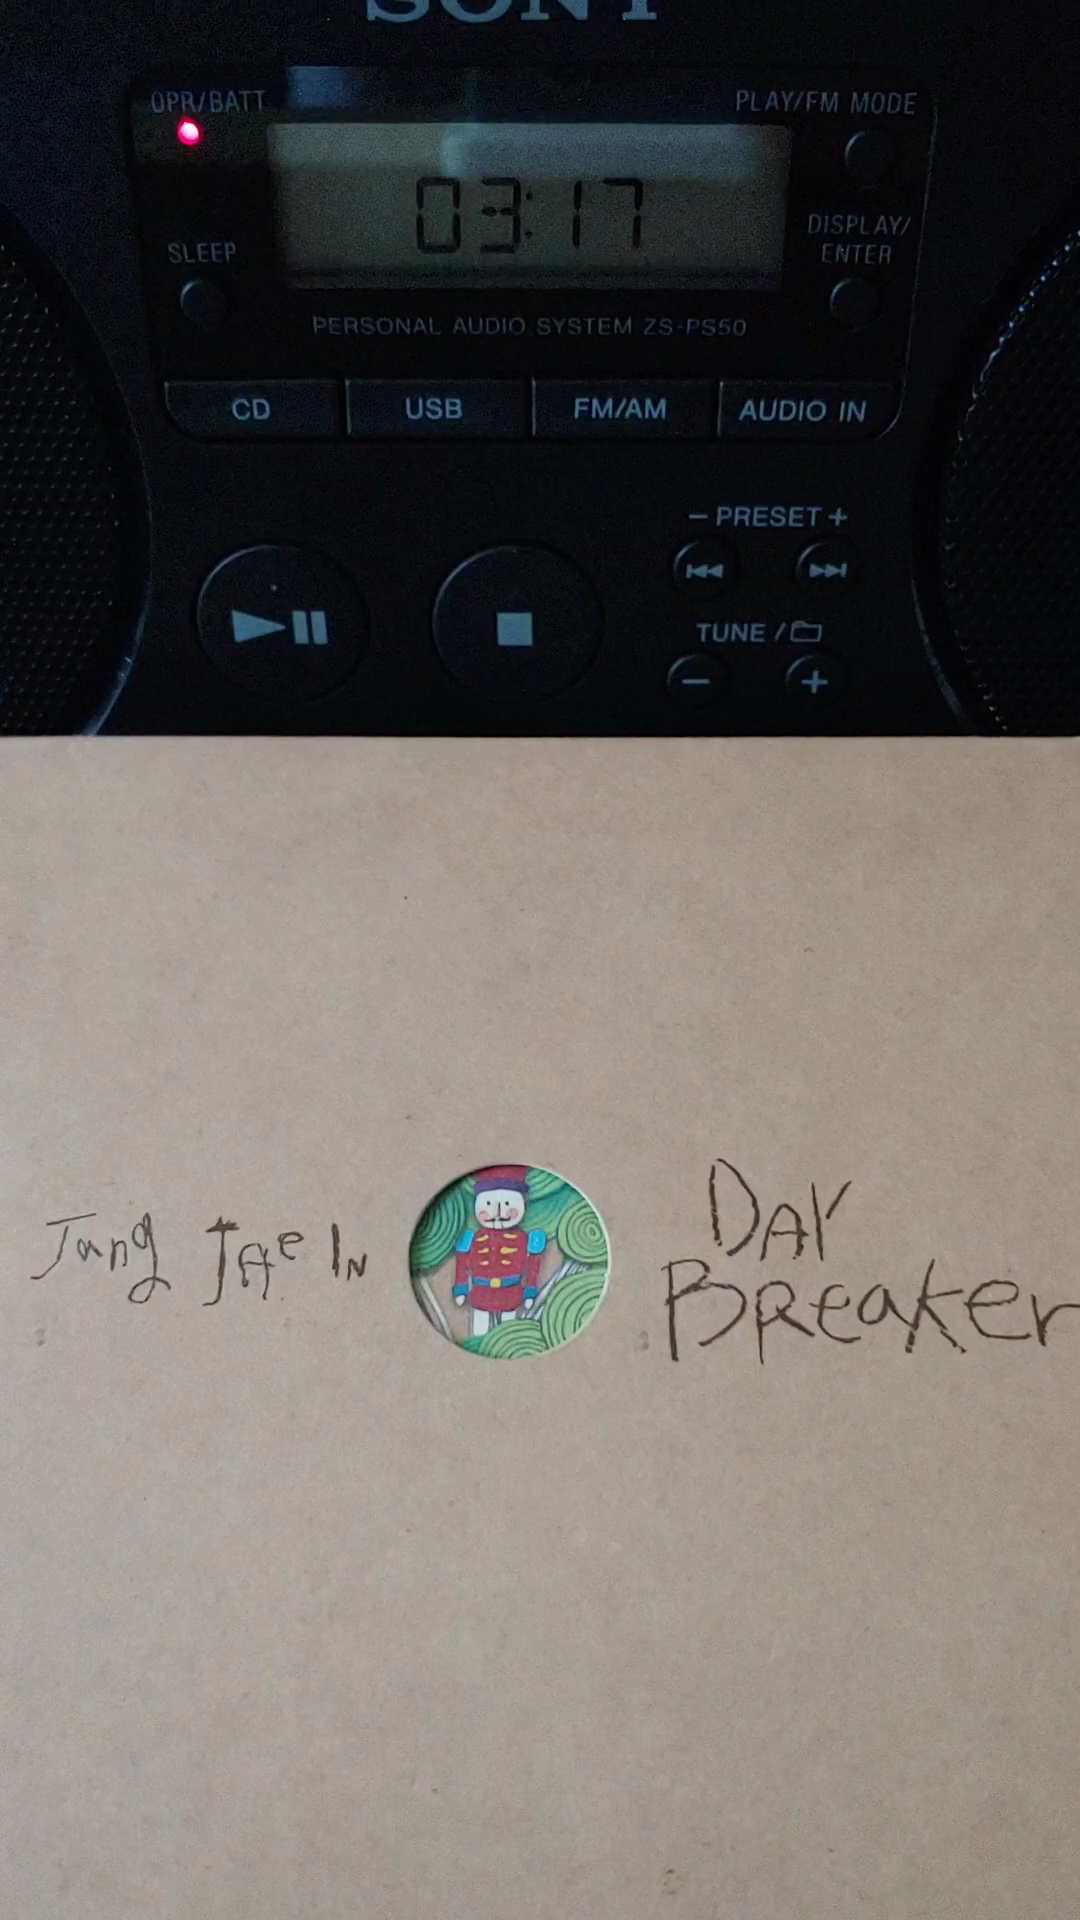 SONY
OPR/BATT
PLAY/FM MODE
03:17
SLEEP
DISPLAY/
ENTER
PERSONAL AUDIO SYSTEM ZS-PS50
CD USB FM/AM AUDIO IN
– PRESET +
TUNE /
– +
Jang JAe IN
DAY
BReaker